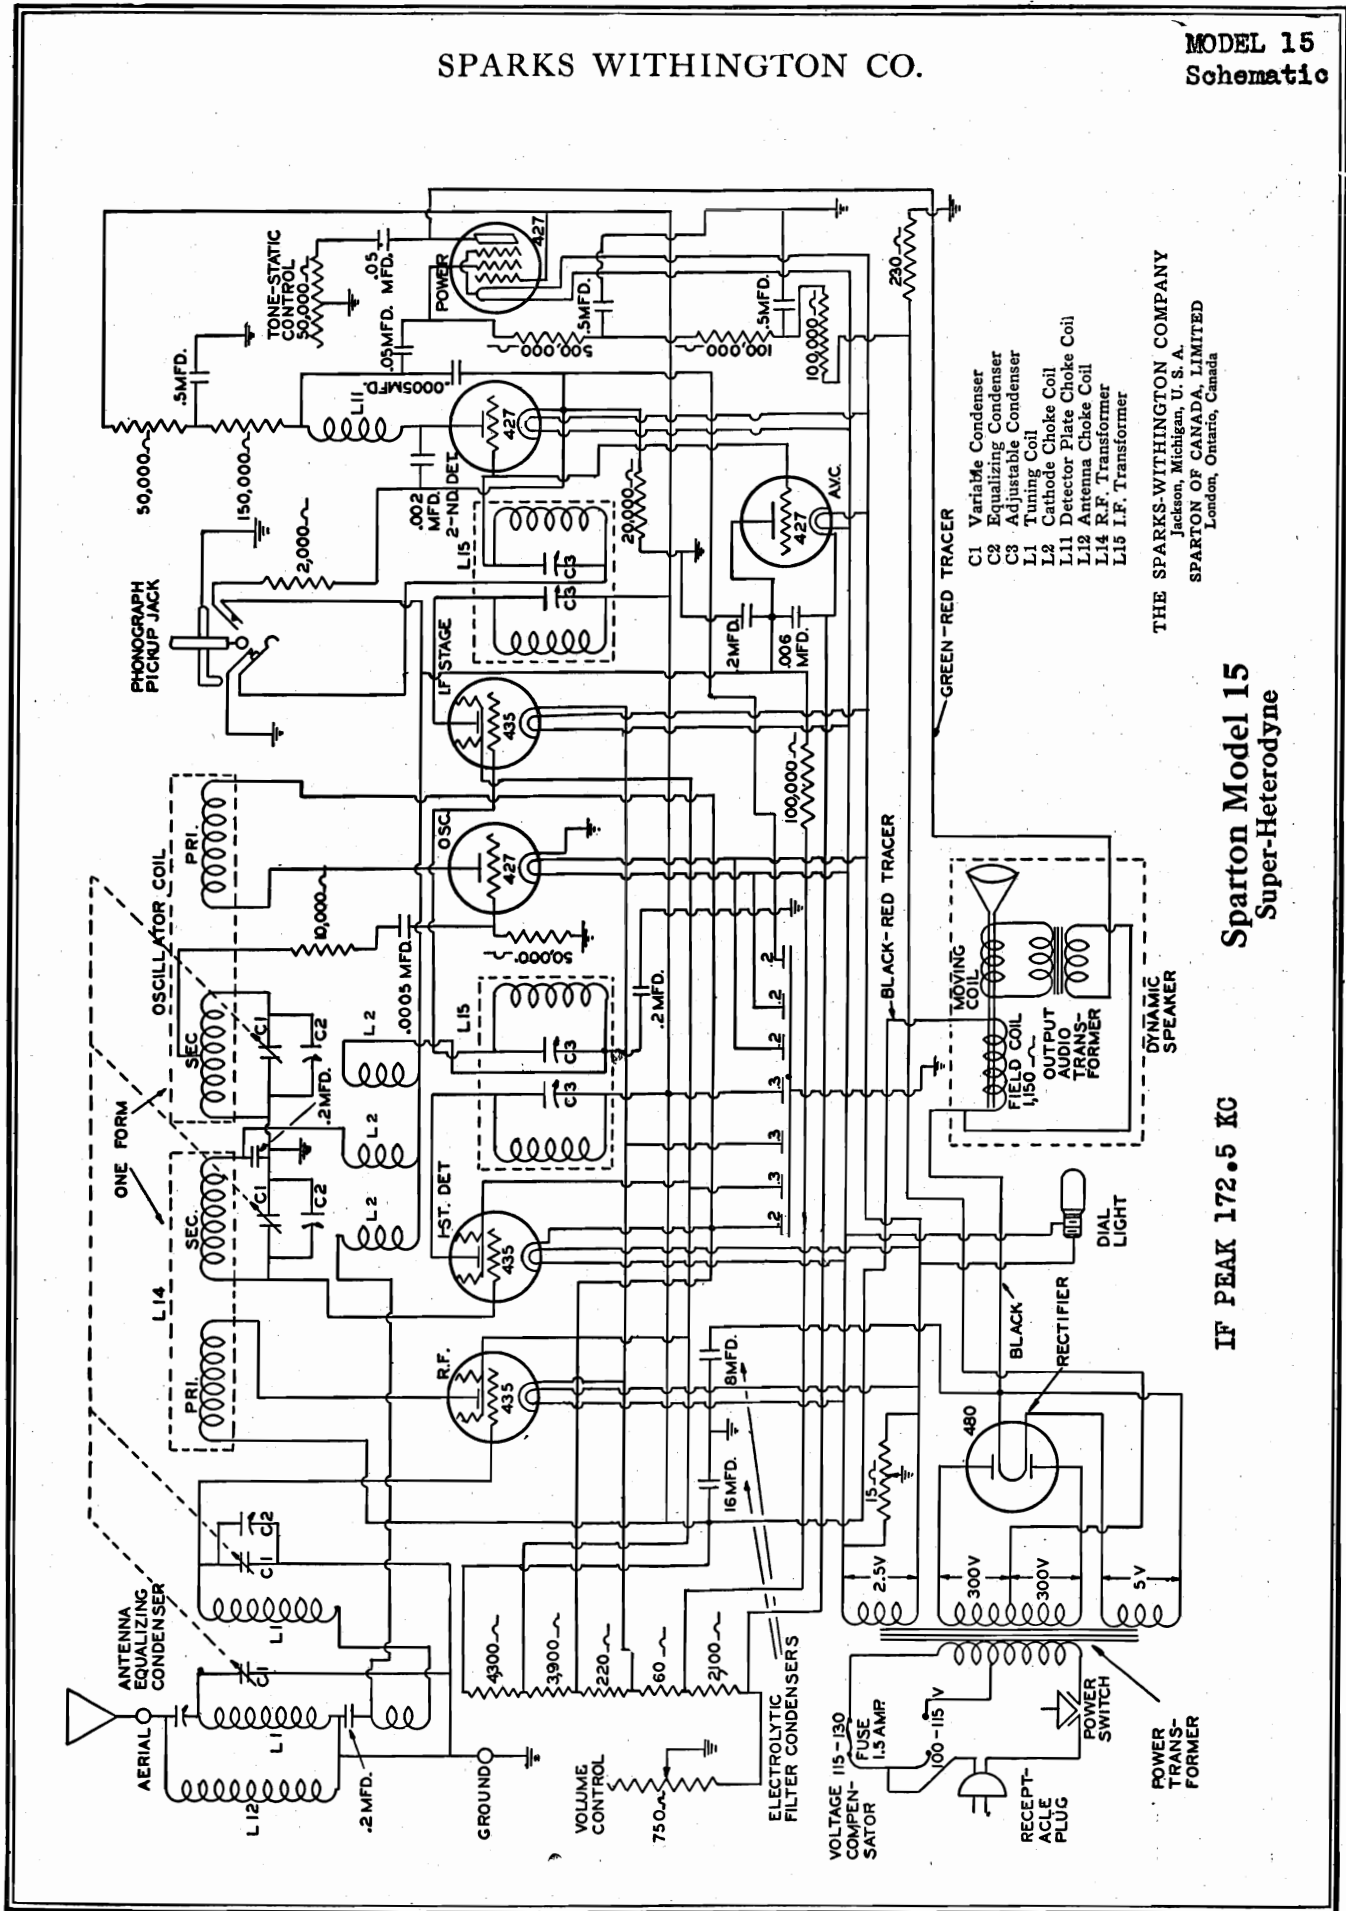 SPARKS WITHINGTON CO.
MODEL 15
Schematic
ANTENNA
EQUALIZING
CONDENSER
AERIAL
L12
L1
C1
.2MFD.
L1
C1
C2
GROUND
L14
PRI.
SEC.
ONE FORM
C1
C2
.2MFD.
OSCILLATOR COIL
SEC
PRI.
C1
C2
L2
L2
L2
10,000
.0005 MFD.
PHONOGRAPH
PICKUP JACK
2,000
50,000
150,000
.5MFD.
L11
TONE-STATIC
CONTROL
50,000
.05
MFD.
.05MFD.
.0005MFD.
.002
MFD.
R.F.
435
1-ST. DET
435
L15
C3
C3
OSC.
427
50,000
.2MFD.
I.F. STAGE
435
L15
C3
C3
2-ND. DET.
427
20,000
POWER
427
500,000
.5MFD.
100,000
.5MFD.
100,000
230
A.V.C.
427
.2MFD.
.006
MFD.
100,000
4300
3,900
220
60
2,100
VOLUME
CONTROL
750
ELECTROLYTIC
FILTER CONDENSERS
16MFD.
8MFD.
.2
.3
.3
.3
.2
.2
.2
VOLTAGE
COMPEN-
SATOR
115-130
FUSE
1.5 AMP.
100-115 V
RECEPT-
ACLE
PLUG
POWER
SWITCH
POWER
TRANS-
FORMER
2.5V
300V
300V
5V
15
480
RECTIFIER
BLACK
DIAL
LIGHT
BLACK-RED TRACER
GREEN-RED TRACER
FIELD COIL
1,150
MOVING
COIL
OUTPUT
AUDIO
TRANS-
FORMER
DYNAMIC
SPEAKER
C1 Variable Condenser
C2 Equalizing Condenser
C3 Adjustable Condenser
L1 Tuning Coil
L2 Cathode Choke Coil
L11 Detector Plate Choke Coil
L12 Antenna Choke Coil
L14 R.F. Transformer
L15 I.F. Transformer
THE SPARKS-WITHINGTON COMPANY
Jackson, Michigan, U. S. A.
SPARTON OF CANADA, LIMITED
London, Ontario, Canada
Sparton Model 15
Super-Heterodyne
IF PEAK 172.5 KC